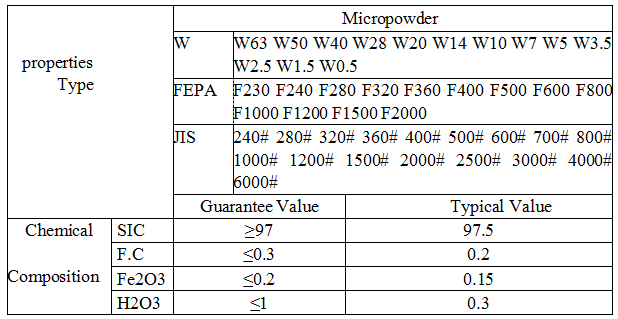 Micropowder
properties
Type
W
W63 W50 W40 W28 W20 W14 W10 W7 W5 W3.5
W2.5 W1.5 W0.5
FEPA
F230 F240 F280 F320 F360 F400 F500 F600 F800
F1000 F1200 F1500 F2000
JIS
240# 280# 320# 360# 400# 500# 600# 700# 800#
1000# 1200# 1500# 2000# 2500# 3000# 4000#
6000#
Guarantee Value Typical Value
Chemical
Composition
SIC ≥97 97.5
F.C ≤0.3 0.2
Fe2O3 ≤0.2 0.15
H2O3 ≤1 0.3